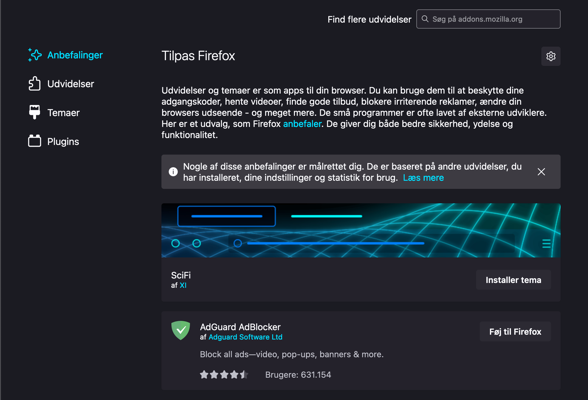 Find flere udvidelser
Søg på addons.mozilla.org
Anbefalinger
Udvidelser
Temaer
Plugins
Tilpas Firefox
Udvidelser og temaer er som apps til din browser. Du kan bruge dem til at beskytte dine
adgangskoder, hente videoer, finde gode tilbud, blokere irriterende reklamer, ændre din
browsers udseende - og meget mere. De små programmer er ofte lavet af eksterne udviklere.
Her er et udvalg, som Firefox anbefaler. De giver dig både bedre sikkerhed, ydelse og
funktionalitet.
Nogle af disse anbefalinger er målrettet dig. De er baseret på andre udvidelser, du
har installeret, dine indstillinger og statistik for brug. Læs mere
SciFi
af XI
Installer tema
AdGuard AdBlocker
af Adguard Software Ltd
Føj til Firefox
Block all ads—video, pop-ups, banners & more.
Brugere: 631.154